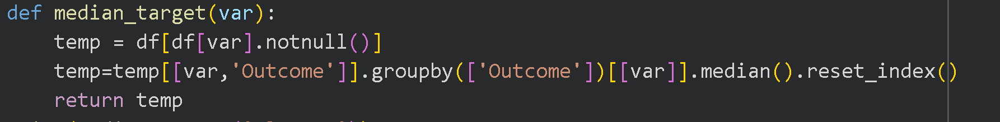 def median_target(var):
    temp = df[df[var].notnull()]
    temp=temp[[var,'Outcome']].groupby(['Outcome'])[[var]].median().reset_index()
    return temp